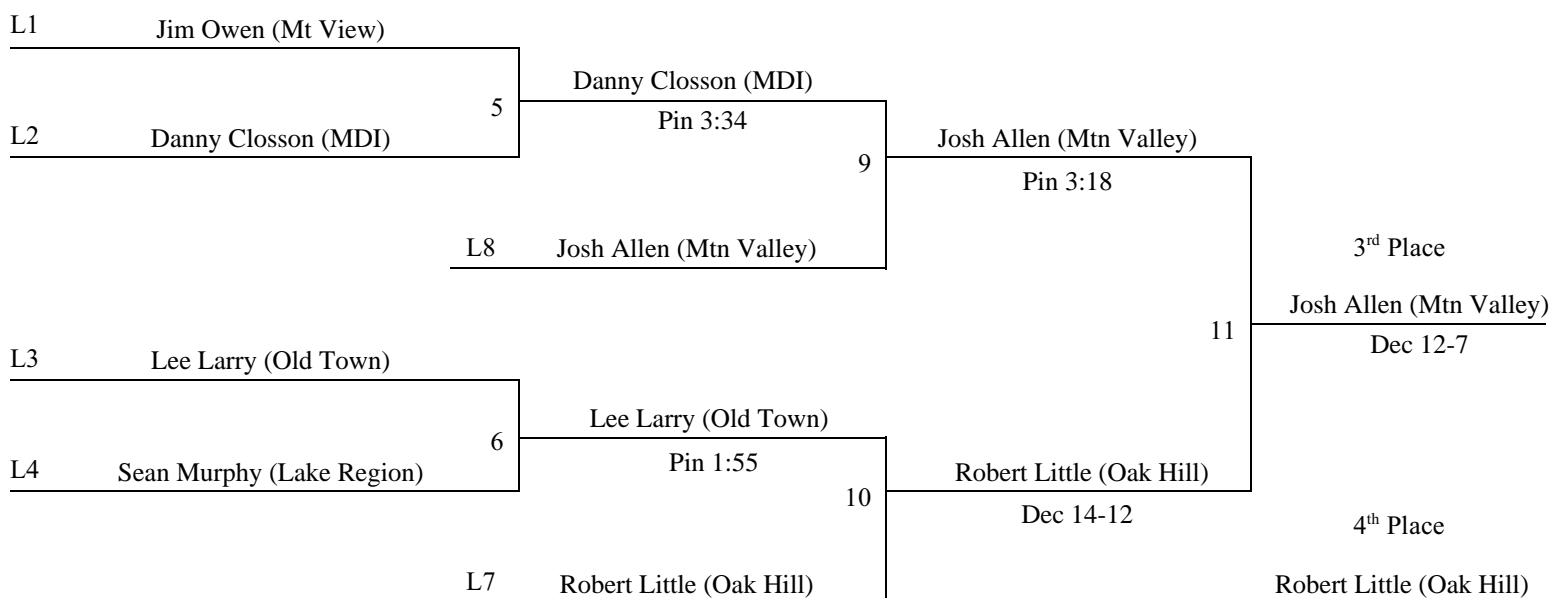 L1 Jim Owen (Mt View)
Danny Closson (MDI)
5 Pin 3:34
L2 Danny Closson (MDI) Josh Allen (Mtn Valley)
9 Pin 3:18
L8 Josh Allen (Mtn Valley) 3rd Place
Josh Allen (Mtn Valley)
11 Dec 12-7
L3 Lee Larry (Old Town)
Lee Larry (Old Town)
6 Pin 1:55
L4 Sean Murphy (Lake Region) Robert Little (Oak Hill)
10 Dec 14-12
4th Place
L7 Robert Little (Oak Hill) Robert Little (Oak Hill)